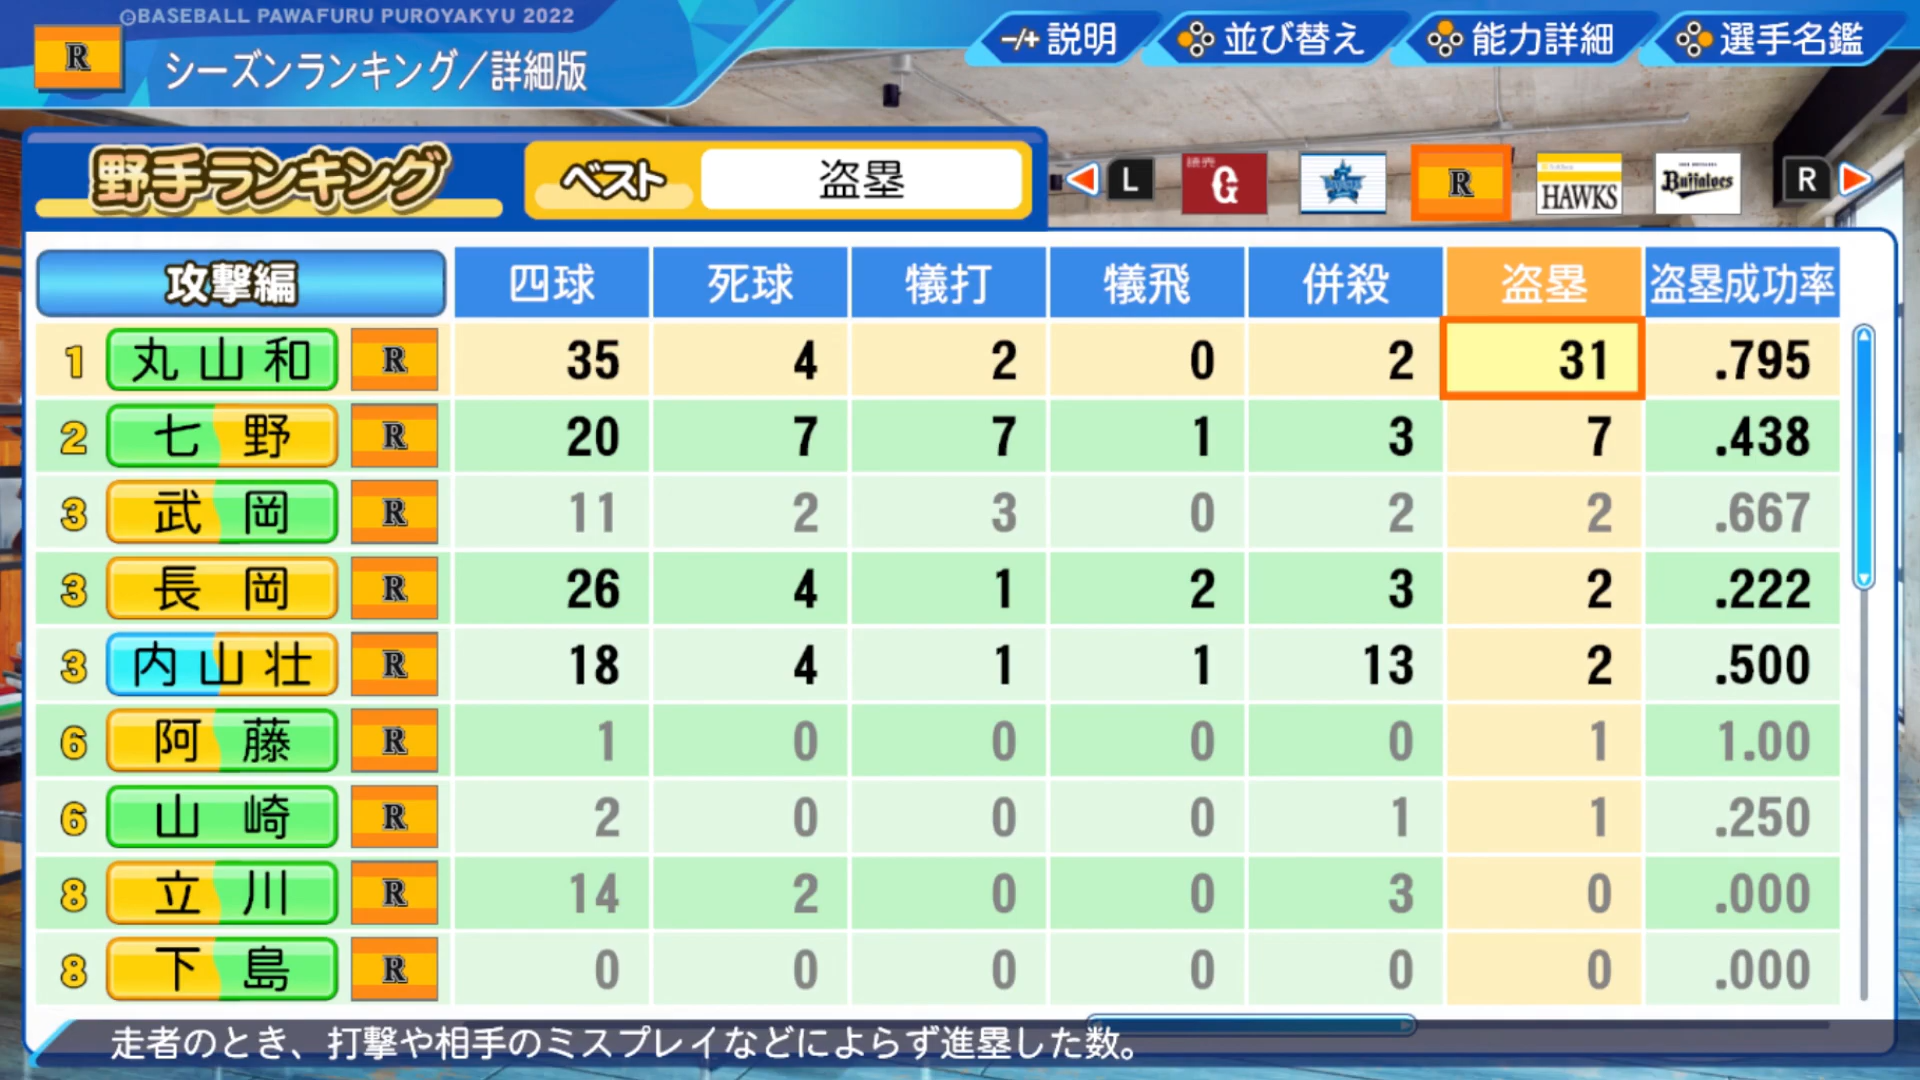 ©BASEBALL PAWAFURU PUROYAKYU 2022
R シーズンランキング／詳細版
-/+ 説明 並び替え 能力詳細 選手名鑑
野手ランキング ベスト 盗塁 L 読売 G R HAWKS Buffaloes R
攻撃編 四球 死球 犠打 犠飛 併殺 盗塁 盗塁成功率
1 丸山和 R 35 4 2 0 2 31 .795
2 七野 R 20 7 7 1 3 7 .438
3 武岡 R 11 2 3 0 2 2 .667
3 長岡 R 26 4 1 2 3 2 .222
3 内山壮 R 18 4 1 1 13 2 .500
6 阿藤 R 1 0 0 0 0 1 1.00
6 山崎 R 2 0 0 0 1 1 .250
8 立川 R 14 2 0 0 3 0 .000
8 下島 R 0 0 0 0 0 0 .000
走者のとき、打撃や相手のミスプレイなどによらず進塁した数。